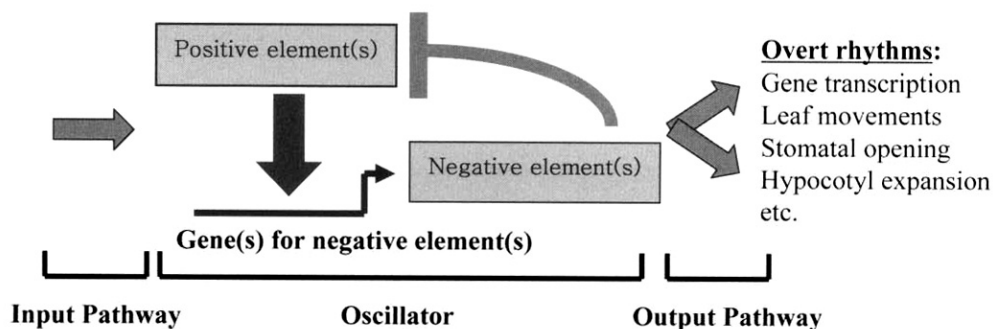 Positive element(s)
Overt rhythms:
Gene transcription
Leaf movements
Stomatal opening
Hypocotyl expansion
etc.
Negative element(s)
Gene(s) for negative element(s)
Input Pathway
Oscillator
Output Pathway